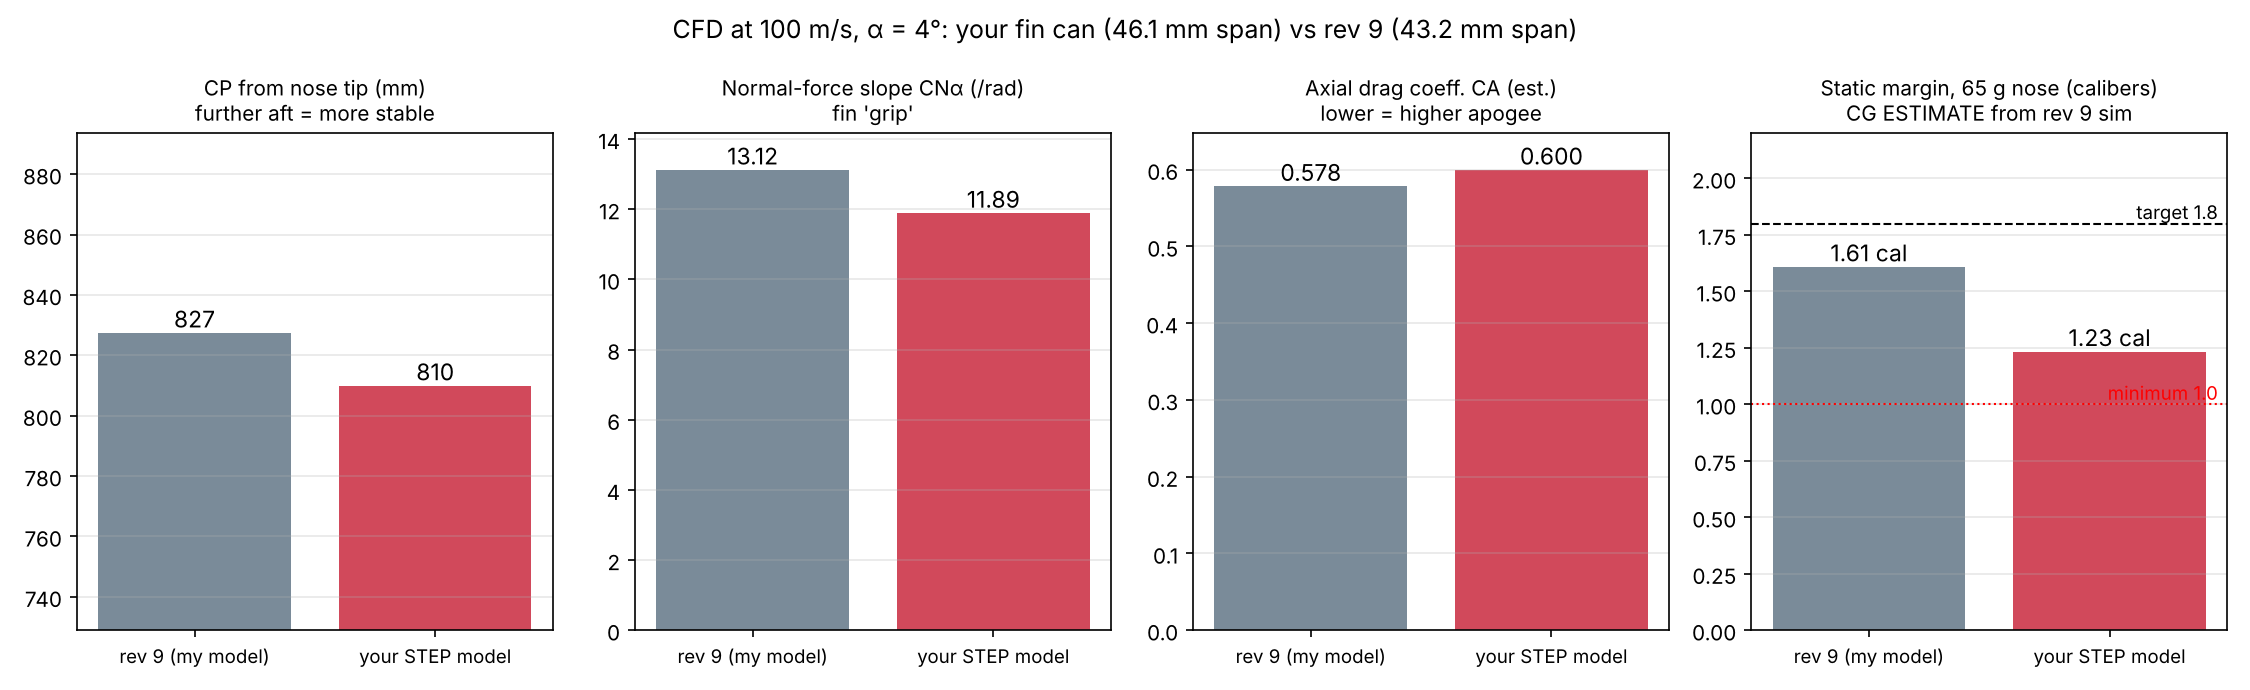 CFD at 100 m/s, α = 4°: your fin can (46.1 mm span) vs rev 9 (43.2 mm span)
CP from nose tip (mm)
further aft = more stable
880
860
840
820
800
780
760
740
827
810
rev 9 (my model)
your STEP model
Normal-force slope CNα (/rad)
fin 'grip'
14
12
10
8
6
4
2
0
13.12
11.89
rev 9 (my model)
your STEP model
Axial drag coeff. CA (est.)
lower = higher apogee
0.6
0.5
0.4
0.3
0.2
0.1
0.0
0.578
0.600
rev 9 (my model)
your STEP model
Static margin, 65 g nose (calibers)
CG ESTIMATE from rev 9 sim
2.00
1.75
1.50
1.25
1.00
0.75
0.50
0.25
0.00
target 1.8
1.61 cal
1.23 cal
minimum 1.0
rev 9 (my model)
your STEP model